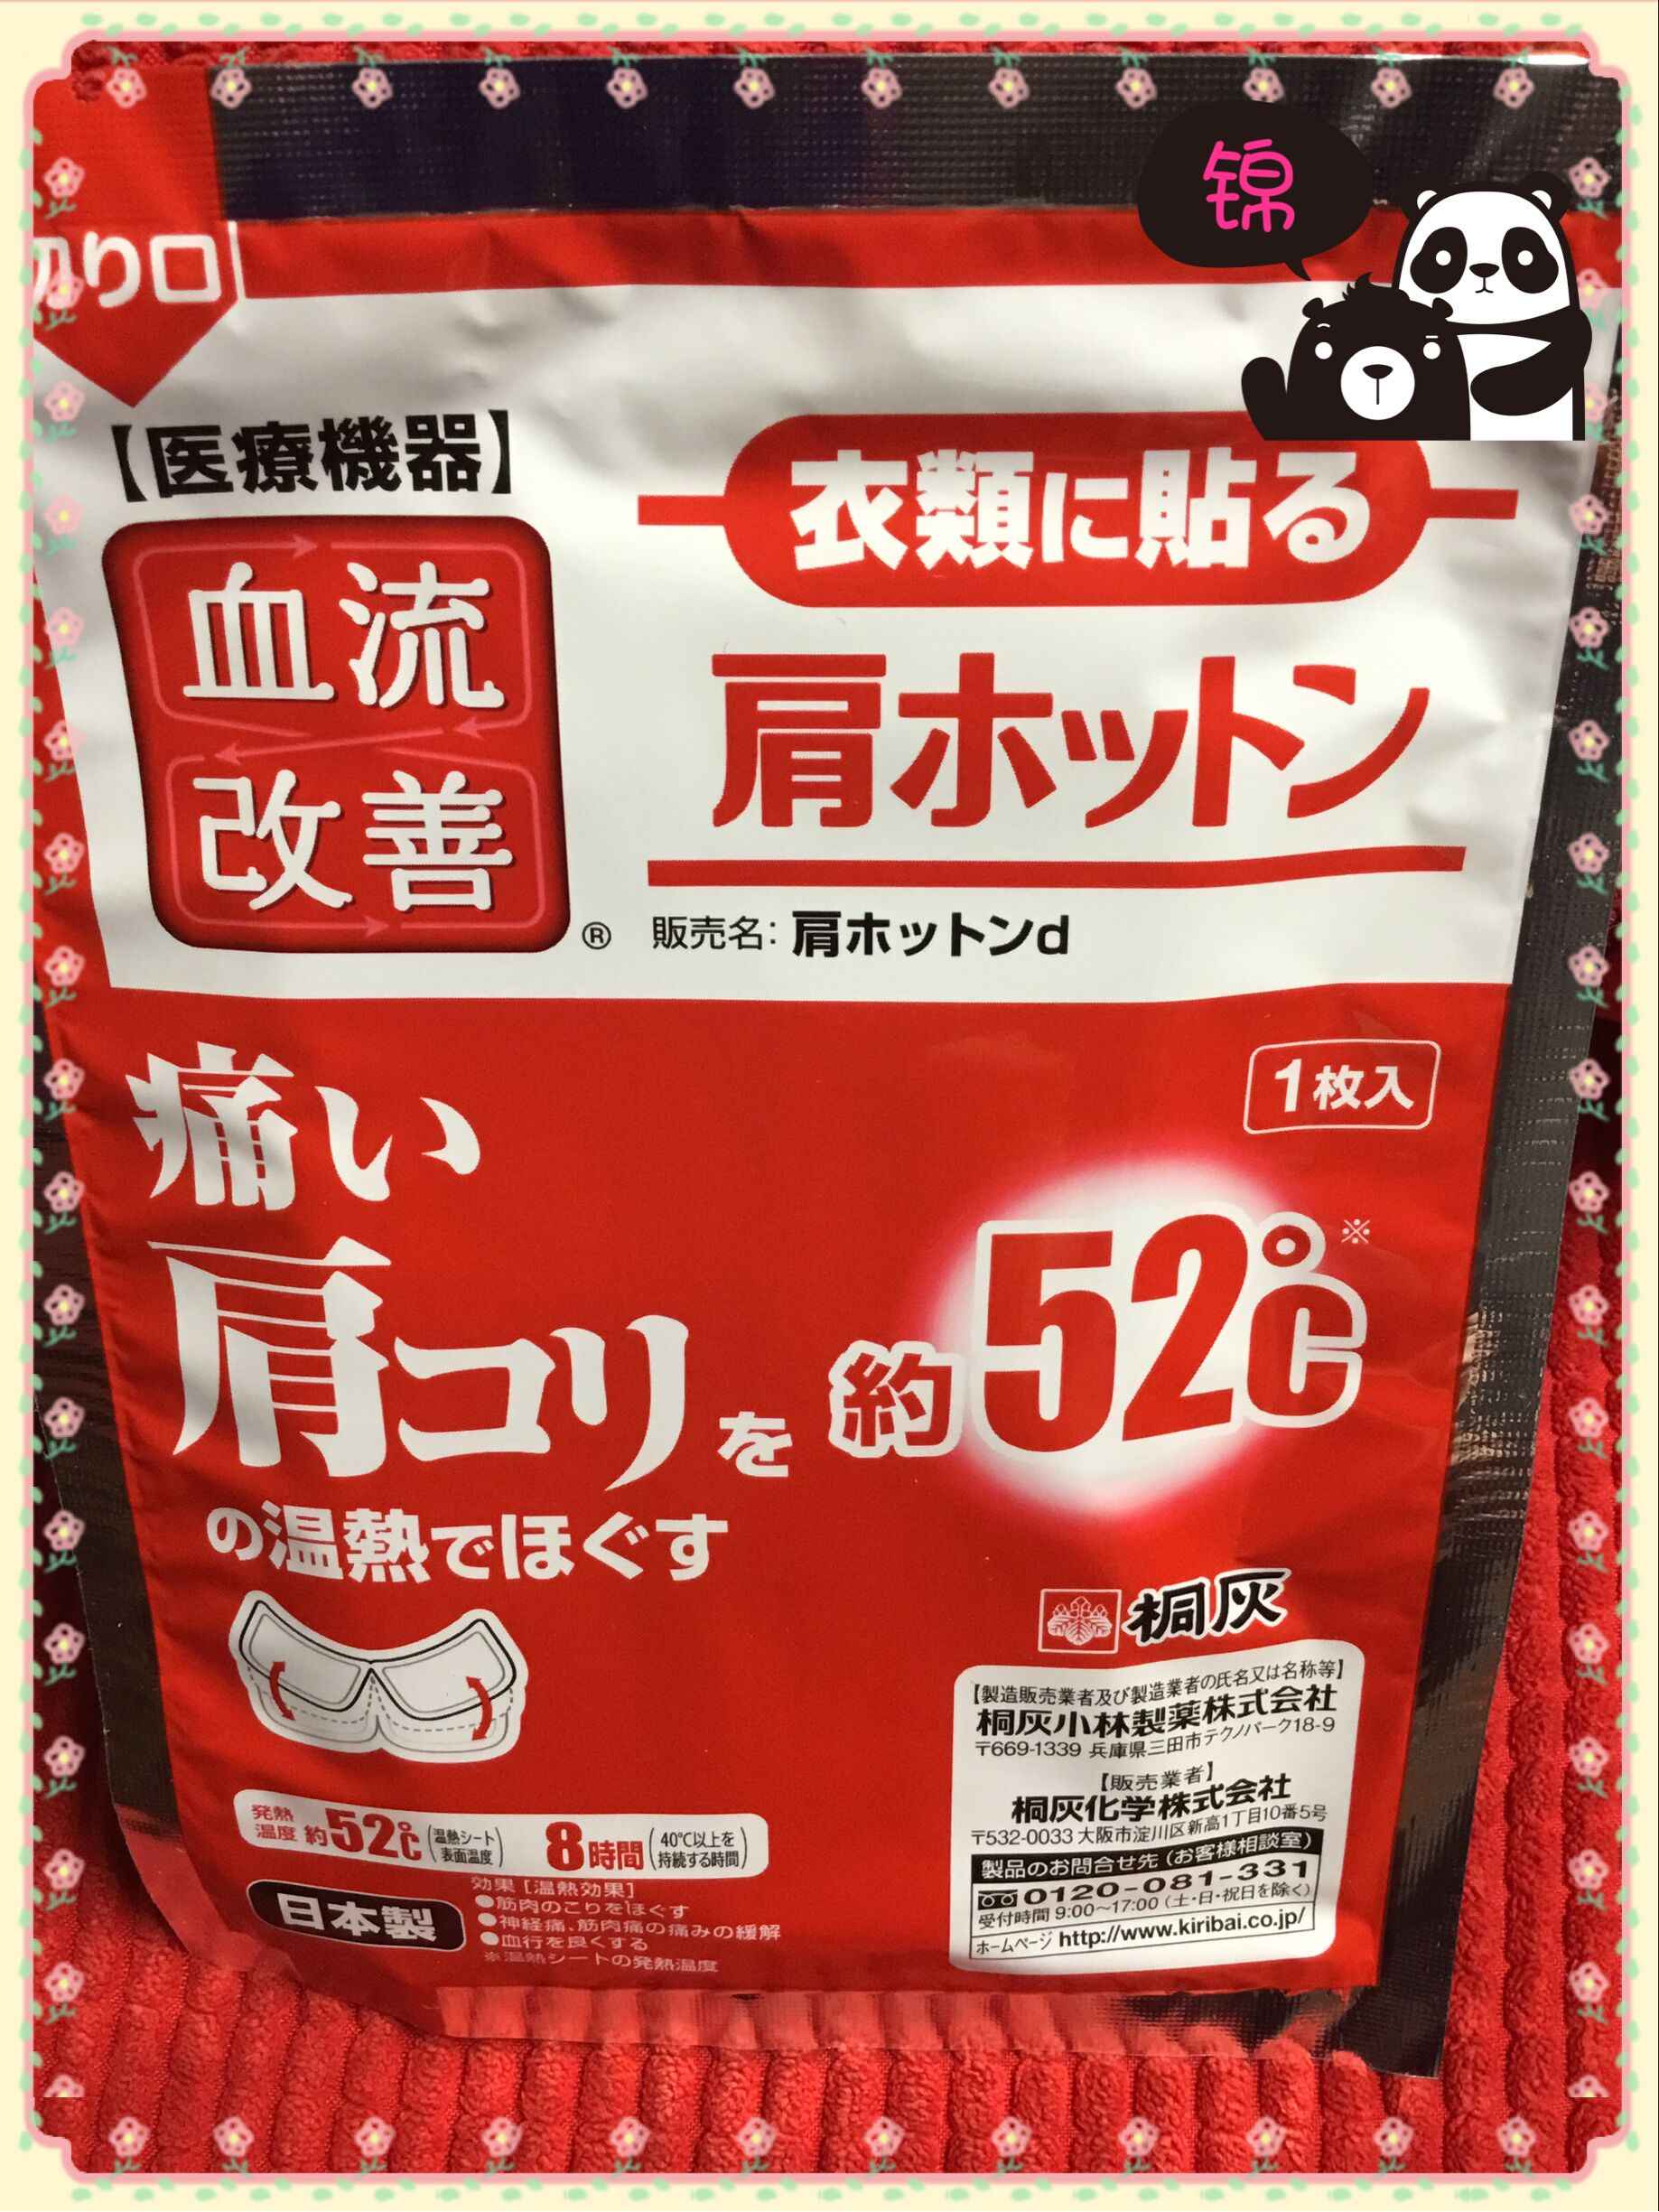 锦
切り口
【医療機器】
血流
改善
®
衣類に貼る
肩ホットン
販売名：肩ホットンd
1枚入
痛い
肩コリを約52℃※
の温熱でほぐす
桐灰
【製造販売業者及び製造業者の氏名又は名称等】
桐灰小林製薬株式会社
〒669-1339 兵庫県三田市テクノパーク18-9
【販売業者】
桐灰化学株式会社
〒532-0033 大阪市淀川区新高1丁目10番5号
製品のお問合せ先（お客様相談室）
0120-081-331
受付時間 9:00～17:00（土・日・祝日を除く）
ホームページ http://www.kiribai.co.jp/
発熱温度 約52℃（温熱シート表面温度） 8時間（40℃以上を持続する時間）
日本製
効果［温熱効果］
●筋肉のこりをほぐす
●神経痛、筋肉痛の痛みの緩解
●血行を良くする
※温熱シートの発熱温度